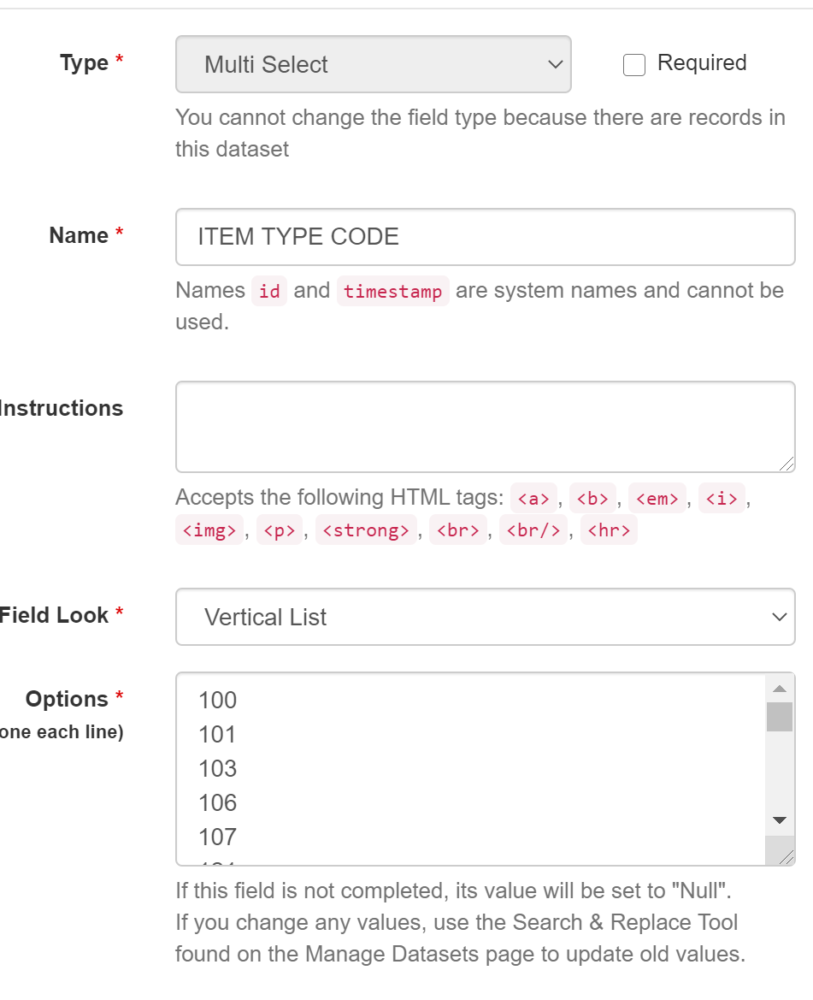 Type *
Multi Select
Required
You cannot change the field type because there are records in
this dataset
Name *
ITEM TYPE CODE
Names id and timestamp are system names and cannot be
used.
Instructions
Accepts the following HTML tags: <a> , <b> , <em> , <i> ,
<img> , <p> , <strong> , <br> , <br/> , <hr>
Field Look *
Vertical List
Options *
one each line)
100
101
103
106
107
If this field is not completed, its value will be set to "Null".
If you change any values, use the Search & Replace Tool
found on the Manage Datasets page to update old values.